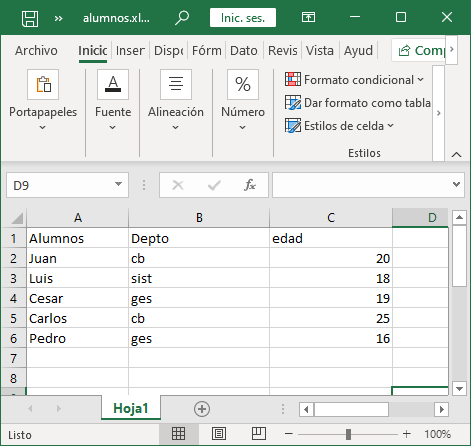 alumnos.xl... Inic. ses.
Archivo Inicic Inser Dispo Fórm Dato Revis Vista Ayud Comp
Portapapeles Fuente Alineación Número
Formato condicional
Dar formato como tabla
Estilos de celda
Estilos
D9 fx
A B C D
1 Alumnos Depto edad
2 Juan cb 20
3 Luis sist 18
4 Cesar ges 19
5 Carlos cb 25
6 Pedro ges 16
7
8
Hoja1
Listo 100%